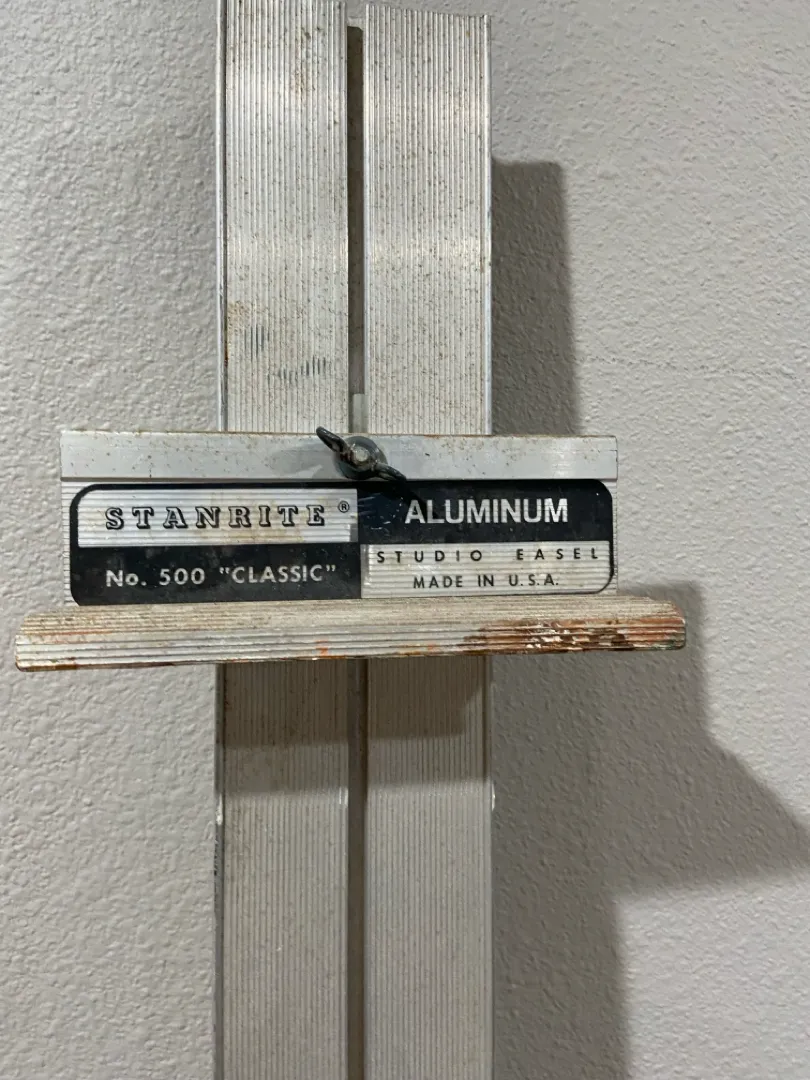 STANRITE®
No. 500 "CLASSIC"
ALUMINUM
STUDIO EASEL
MADE IN U.S.A.